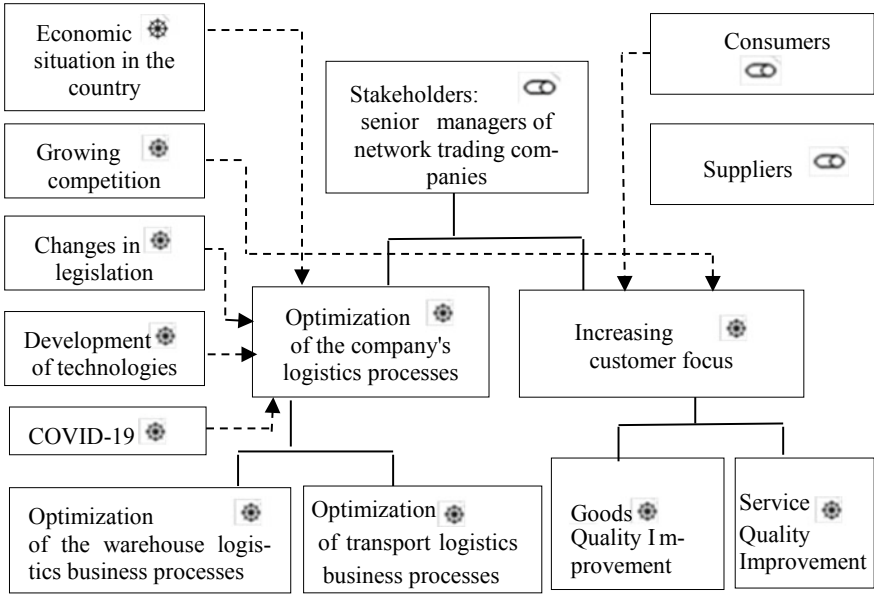 Economic
situation in the
country
Stakeholders:
senior managers of
network trading com-
panies
Consumers
Suppliers
Growing
competition
Changes in
legislation
Development
of technologies
COVID-19
Optimization
of the company's
logistics processes
Increasing
customer focus
Optimization
of the warehouse logis-
tics business processes
Optimization
of transport logistics
business processes
Goods
Quality Im-
provement
Service
Quality
Improvement